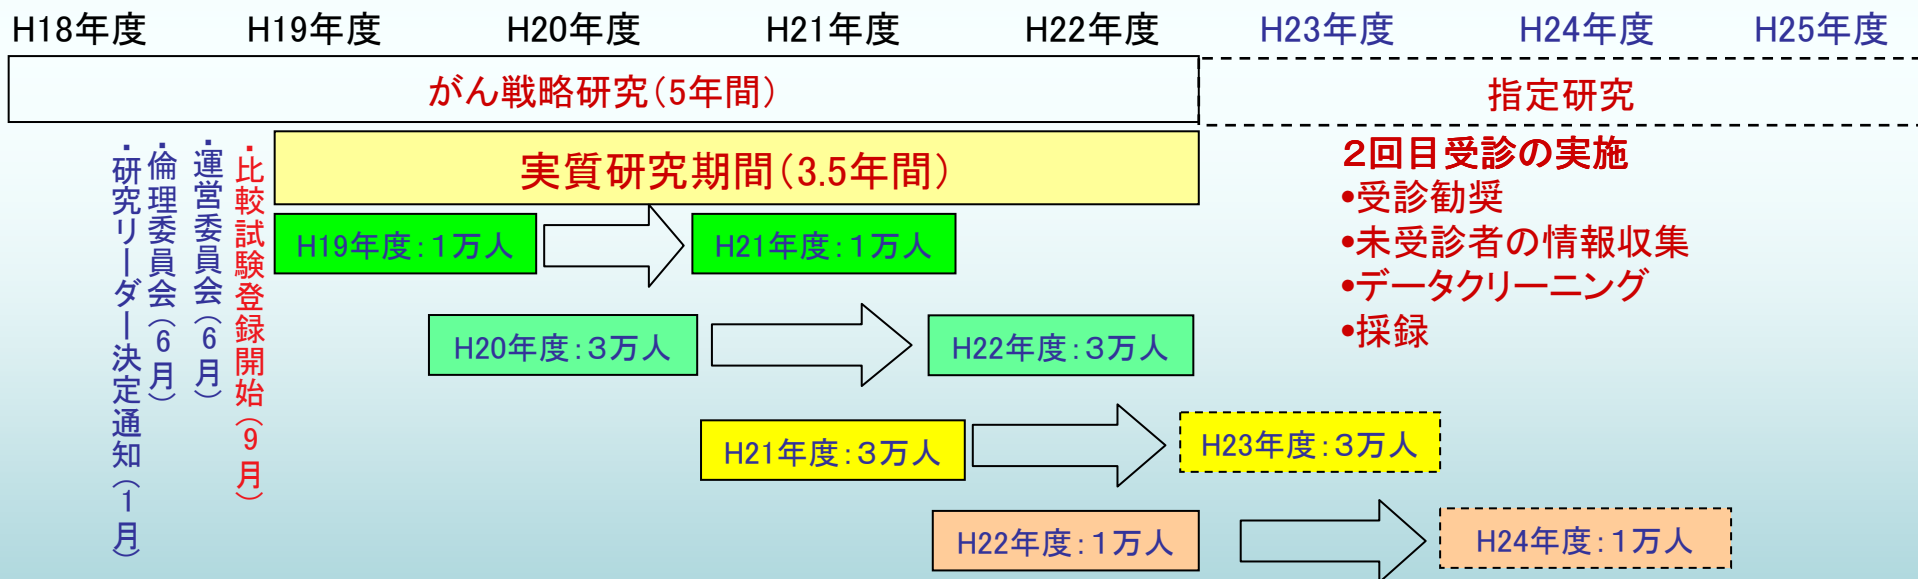 H18年度 H19年度 H20年度 H21年度 H22年度 H23年度 H24年度 H25年度
がん戦略研究（5年間）
指定研究
・比較試験登録開始（９月）
・運営委員会（６月）
・倫理委員会（６月）
・研究リーダー決定通知（１月）
実質研究期間（3.5年間）
２回目受診の実施
•受診勧奨
•未受診者の情報収集
•データクリーニング
•採録
H19年度：１万人
H21年度：１万人
H20年度：３万人
H22年度：３万人
H21年度：３万人
H23年度：３万人
H22年度：１万人
H24年度：１万人